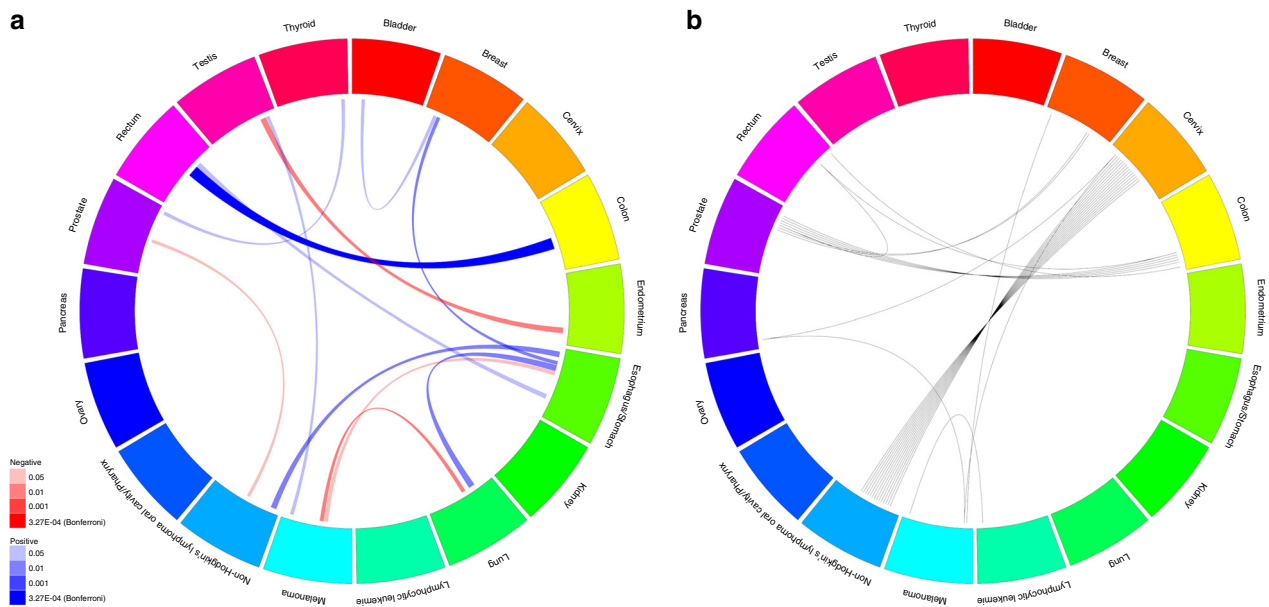 a
Thyroid
Bladder
Breast
Cervix
Colon
Endometrium
Esophagus/Stomach
Kidney
Lung
Lymphocytic leukemie
Melanoma
Non-Hodgkin's lymphoma
oral cavity/Pharynx
Ovary
Pancreas
Prostate
Rectum
Testis
Negative
0.05
0.01
0.001
3.27E-04 (Bonferroni)
Positive
0.05
0.01
0.001
3.27E-04 (Bonferroni)
b
Thyroid
Bladder
Breast
Cervix
Colon
Endometrium
Esophagus/Stomach
Kidney
Lung
Lymphocytic leukemie
Melanoma
Non-Hodgkin's lymphoma
oral cavity/Pharynx
Ovary
Pancreas
Prostate
Rectum
Testis